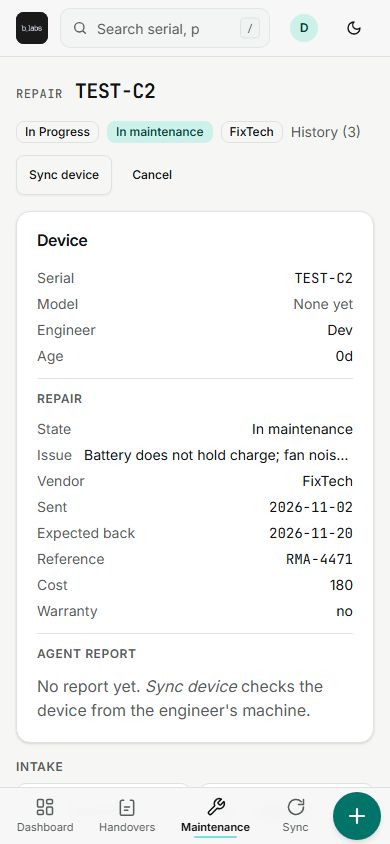 b_labs
Search serial, p
/
D
REPAIR TEST-C2
In Progress
In maintenance
FixTech
History (3)
Sync device
Cancel
Device
Serial TEST-C2
Model None yet
Engineer Dev
Age 0d
REPAIR
State In maintenance
Issue Battery does not hold charge; fan nois...
Vendor FixTech
Sent 2026-11-02
Expected back 2026-11-20
Reference RMA-4471
Cost 180
Warranty no
AGENT REPORT
No report yet. Sync device checks the
device from the engineer's machine.
INTAKE
Dashboard
Handovers
Maintenance
Sync